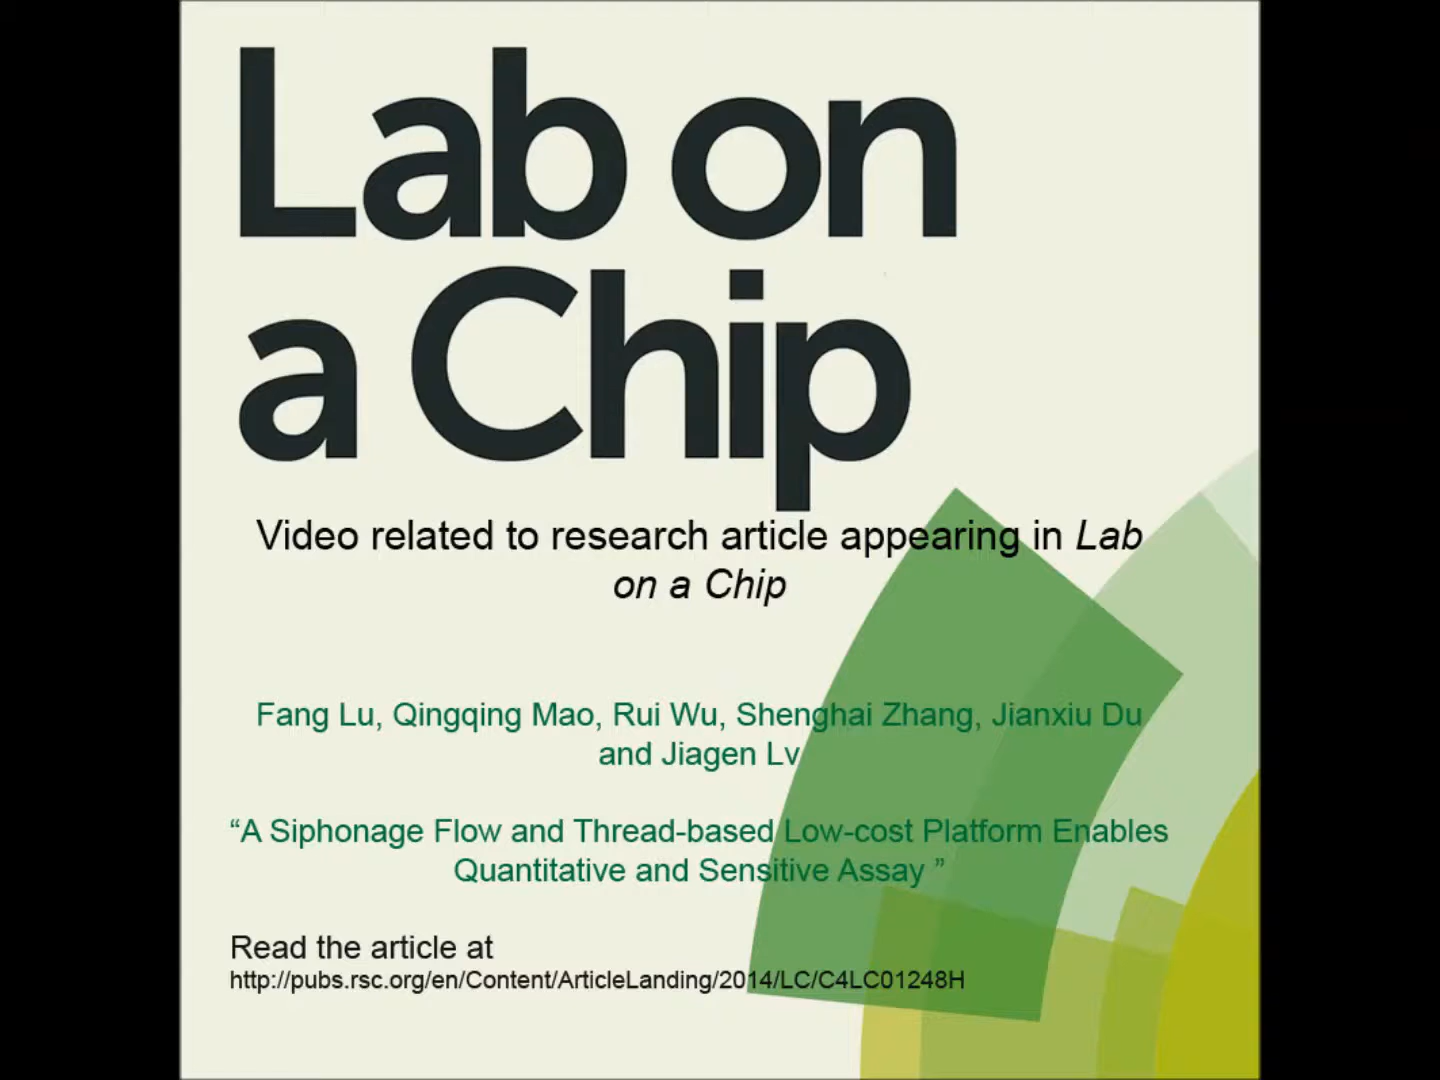 Lab on
a Chip
Video related to research article appearing in Lab
on a Chip
Fang Lu, Qingqing Mao, Rui Wu, Shenghai Zhang, Jianxiu Du
and Jiagen Lv
“A Siphonage Flow and Thread-based Low-cost Platform Enables
Quantitative and Sensitive Assay ”
Read the article at
http://pubs.rsc.org/en/Content/ArticleLanding/2014/LC/C4LC01248H